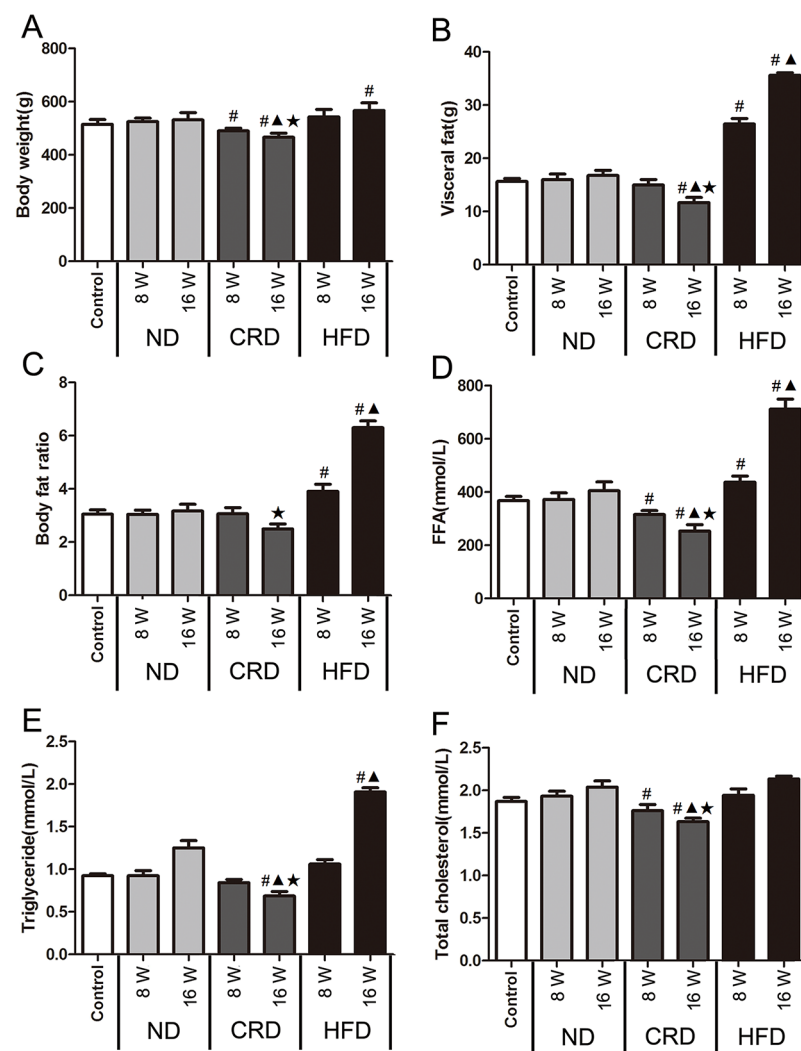 A
Body weight(g)
800
600
400
200
0
#
#▲★
#
Control
8 W
16 W
8 W
16 W
8 W
16 W
ND
CRD
HFD
B
Visceral fat(g)
40
30
20
10
0
#▲★
#
#▲
Control
8 W
16 W
8 W
16 W
8 W
16 W
ND
CRD
HFD
C
Body fat ratio
8
6
4
2
0
★
#
#▲
Control
8 W
16 W
8 W
16 W
8 W
16 W
ND
CRD
HFD
D
FFA(mmol/L)
800
600
400
200
0
#
#▲★
#
#▲
Control
8 W
16 W
8 W
16 W
8 W
16 W
ND
CRD
HFD
E
Triglyceride(mmol/L)
2.5
2.0
1.5
1.0
0.5
0.0
#▲★
#▲
Control
8 W
16 W
8 W
16 W
8 W
16 W
ND
CRD
HFD
F
Total cholesterol(mmol/L)
2.5
2.0
1.5
1.0
0.5
0.0
#
#▲★
Control
8 W
16 W
8 W
16 W
8 W
16 W
ND
CRD
HFD